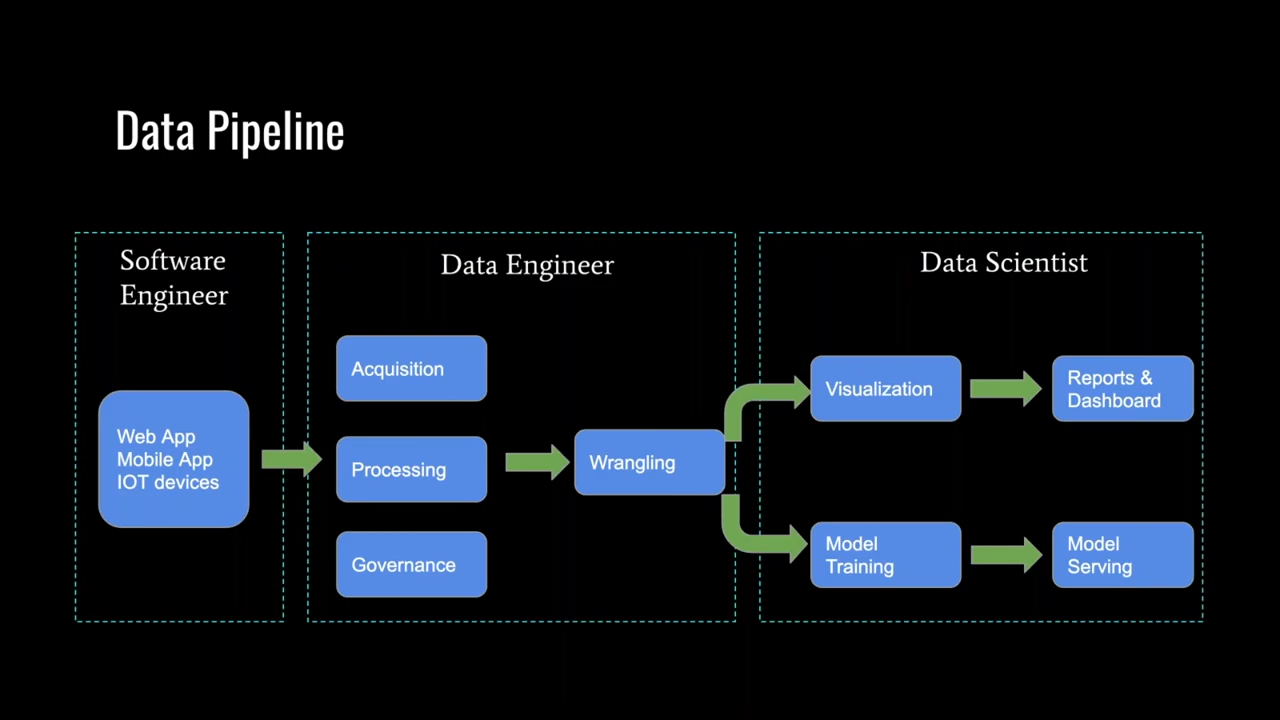 Data Pipeline
Software
Engineer
Web App
Mobile App
IOT devices
Data Engineer
Acquisition
Processing
Governance
Wrangling
Data Scientist
Visualization
Reports &
Dashboard
Model
Training
Model
Serving